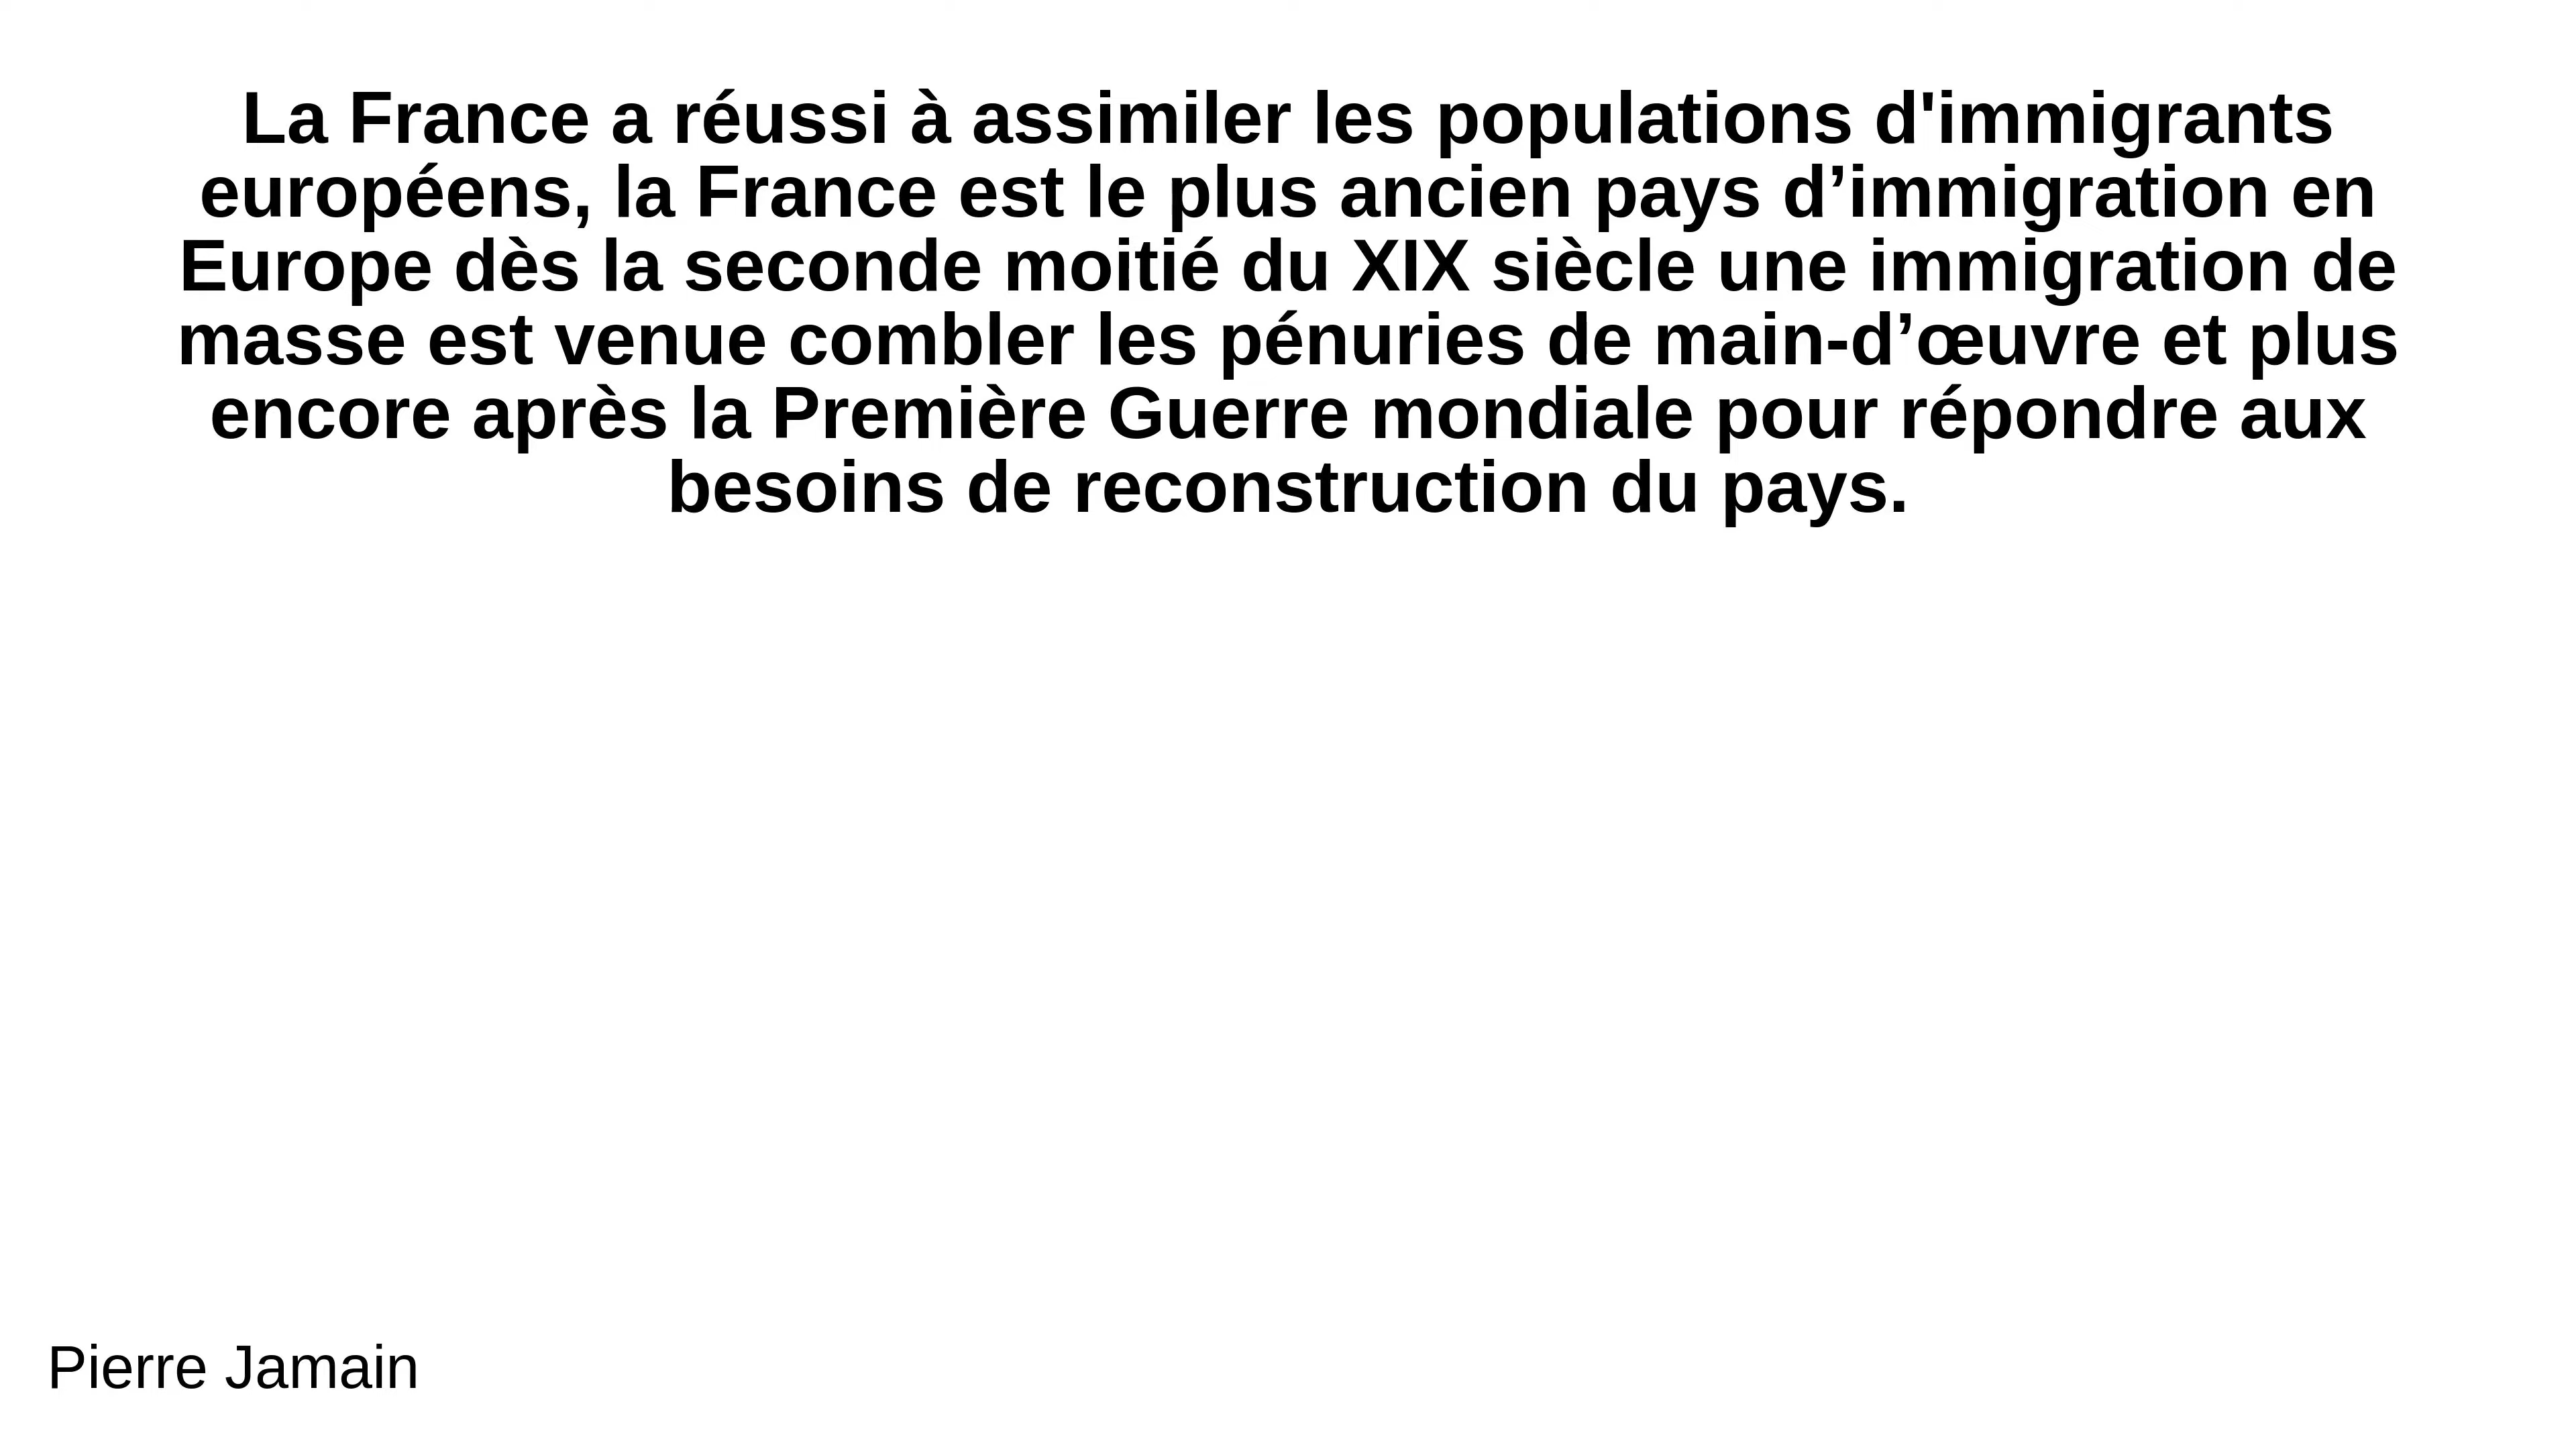 La France a réussi à assimiler les populations d'immigrants
européens, la France est le plus ancien pays d’immigration en
Europe dès la seconde moitié du XIX siècle une immigration de
masse est venue combler les pénuries de main-d’œuvre et plus
encore après la Première Guerre mondiale pour répondre aux
besoins de reconstruction du pays.
Pierre Jamain